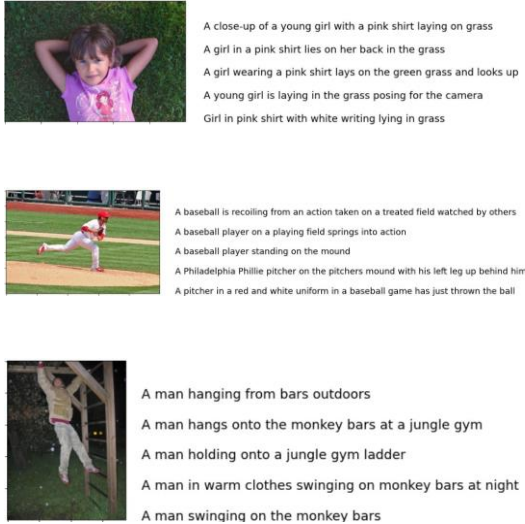 A close-up of a young girl with a pink shirt laying on grass
A girl in a pink shirt lies on her back in the grass
A girl wearing a pink shirt lays on the green grass and looks up
A young girl is laying in the grass posing for the camera
Girl in pink shirt with white writing lying in grass
A baseball is recoiling from an action taken on a treated field watched by others
A baseball player on a playing field springs into action
A baseball player standing on the mound
A Philadelphia Phillie pitcher on the pitchers mound with his left leg up behind him
A pitcher in a red and white uniform in a baseball game has just thrown the ball
A man hanging from bars outdoors
A man hangs onto the monkey bars at a jungle gym
A man holding onto a jungle gym ladder
A man in warm clothes swinging on monkey bars at night
A man swinging on the monkey bars